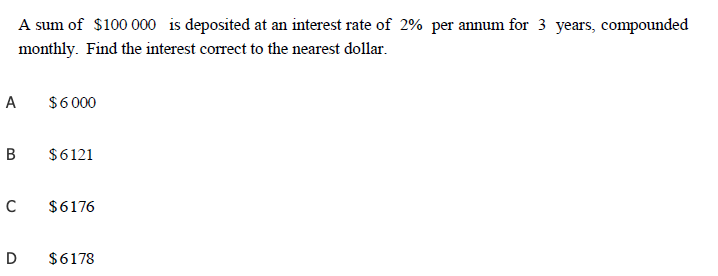 A sum of $100 000 is deposited at an interest rate of 2% per annum for 3 years, compounded
monthly. Find the interest correct to the nearest dollar.
A $6 000
B $6121
C $6176
D $6178